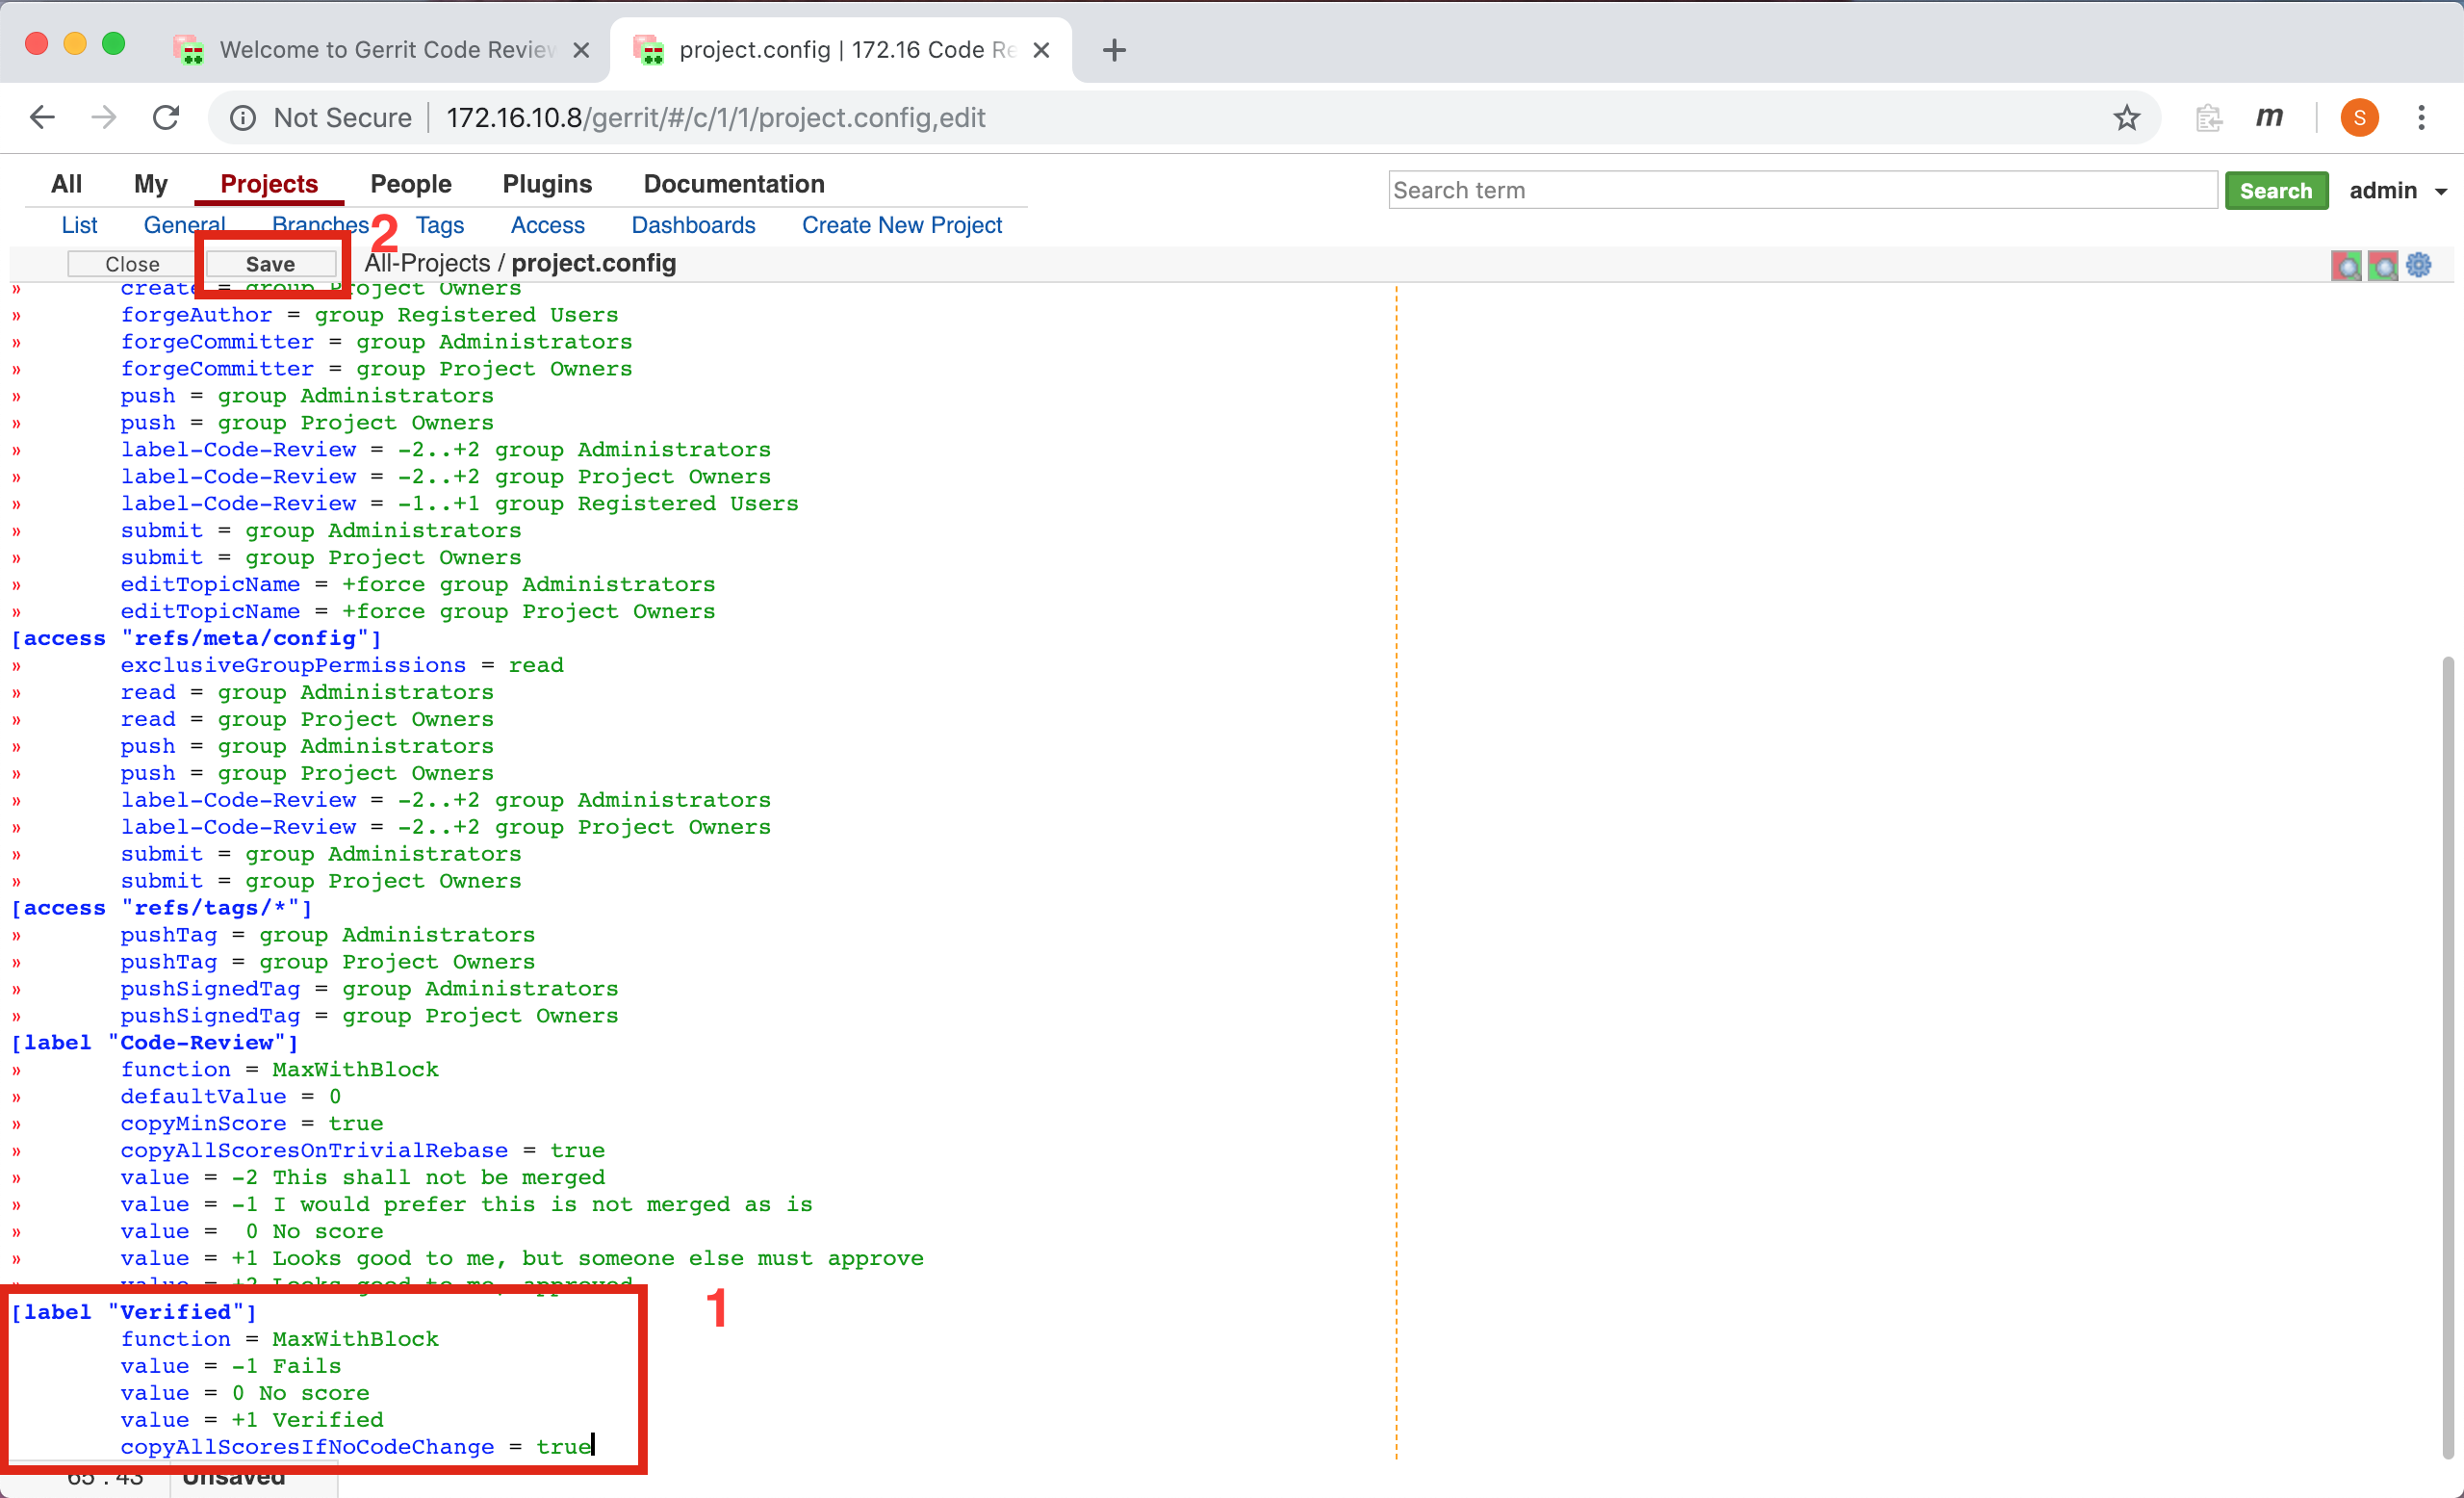 Welcome to Gerrit Code Review
project.config | 172.16 Code Re
Not Secure
172.16.10.8/gerrit/#/c/1/1/project.config,edit
m
S
All My Projects People Plugins Documentation
Search term
Search
admin
List General Branches Tags Access Dashboards Create New Project
2
Close
Save
All-Projects / project.config
» create = group Project Owners
» forgeAuthor = group Registered Users
» forgeCommitter = group Administrators
» forgeCommitter = group Project Owners
» push = group Administrators
» push = group Project Owners
» label-Code-Review = -2..+2 group Administrators
» label-Code-Review = -2..+2 group Project Owners
» label-Code-Review = -1..+1 group Registered Users
» submit = group Administrators
» submit = group Project Owners
» editTopicName = +force group Administrators
» editTopicName = +force group Project Owners
[access "refs/meta/config"]
» exclusiveGroupPermissions = read
» read = group Administrators
» read = group Project Owners
» push = group Administrators
» push = group Project Owners
» label-Code-Review = -2..+2 group Administrators
» label-Code-Review = -2..+2 group Project Owners
» submit = group Administrators
» submit = group Project Owners
[access "refs/tags/*"]
» pushTag = group Administrators
» pushTag = group Project Owners
» pushSignedTag = group Administrators
» pushSignedTag = group Project Owners
[label "Code-Review"]
» function = MaxWithBlock
» defaultValue = 0
» copyMinScore = true
» copyAllScoresOnTrivialRebase = true
» value = -2 This shall not be merged
» value = -1 I would prefer this is not merged as is
» value = 0 No score
» value = +1 Looks good to me, but someone else must approve
» value = +2 Looks good to me, approved
1
[label "Verified"]
function = MaxWithBlock
value = -1 Fails
value = 0 No score
value = +1 Verified
copyAllScoresIfNoCodeChange = true
65 : 43 Unsaved